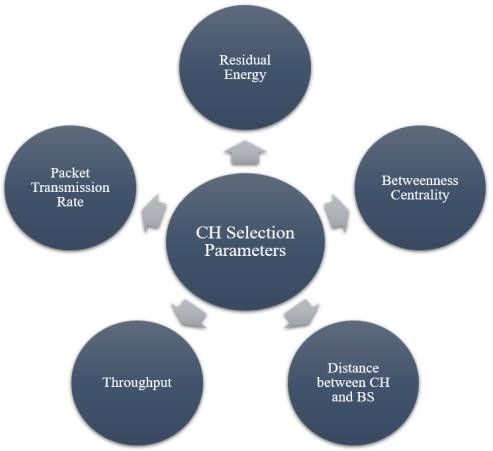 Residual
Energy
Packet
Transmission
Rate
Betweenness
Centrality
CH Selection
Parameters
Throughput
Distance
between CH
and BS